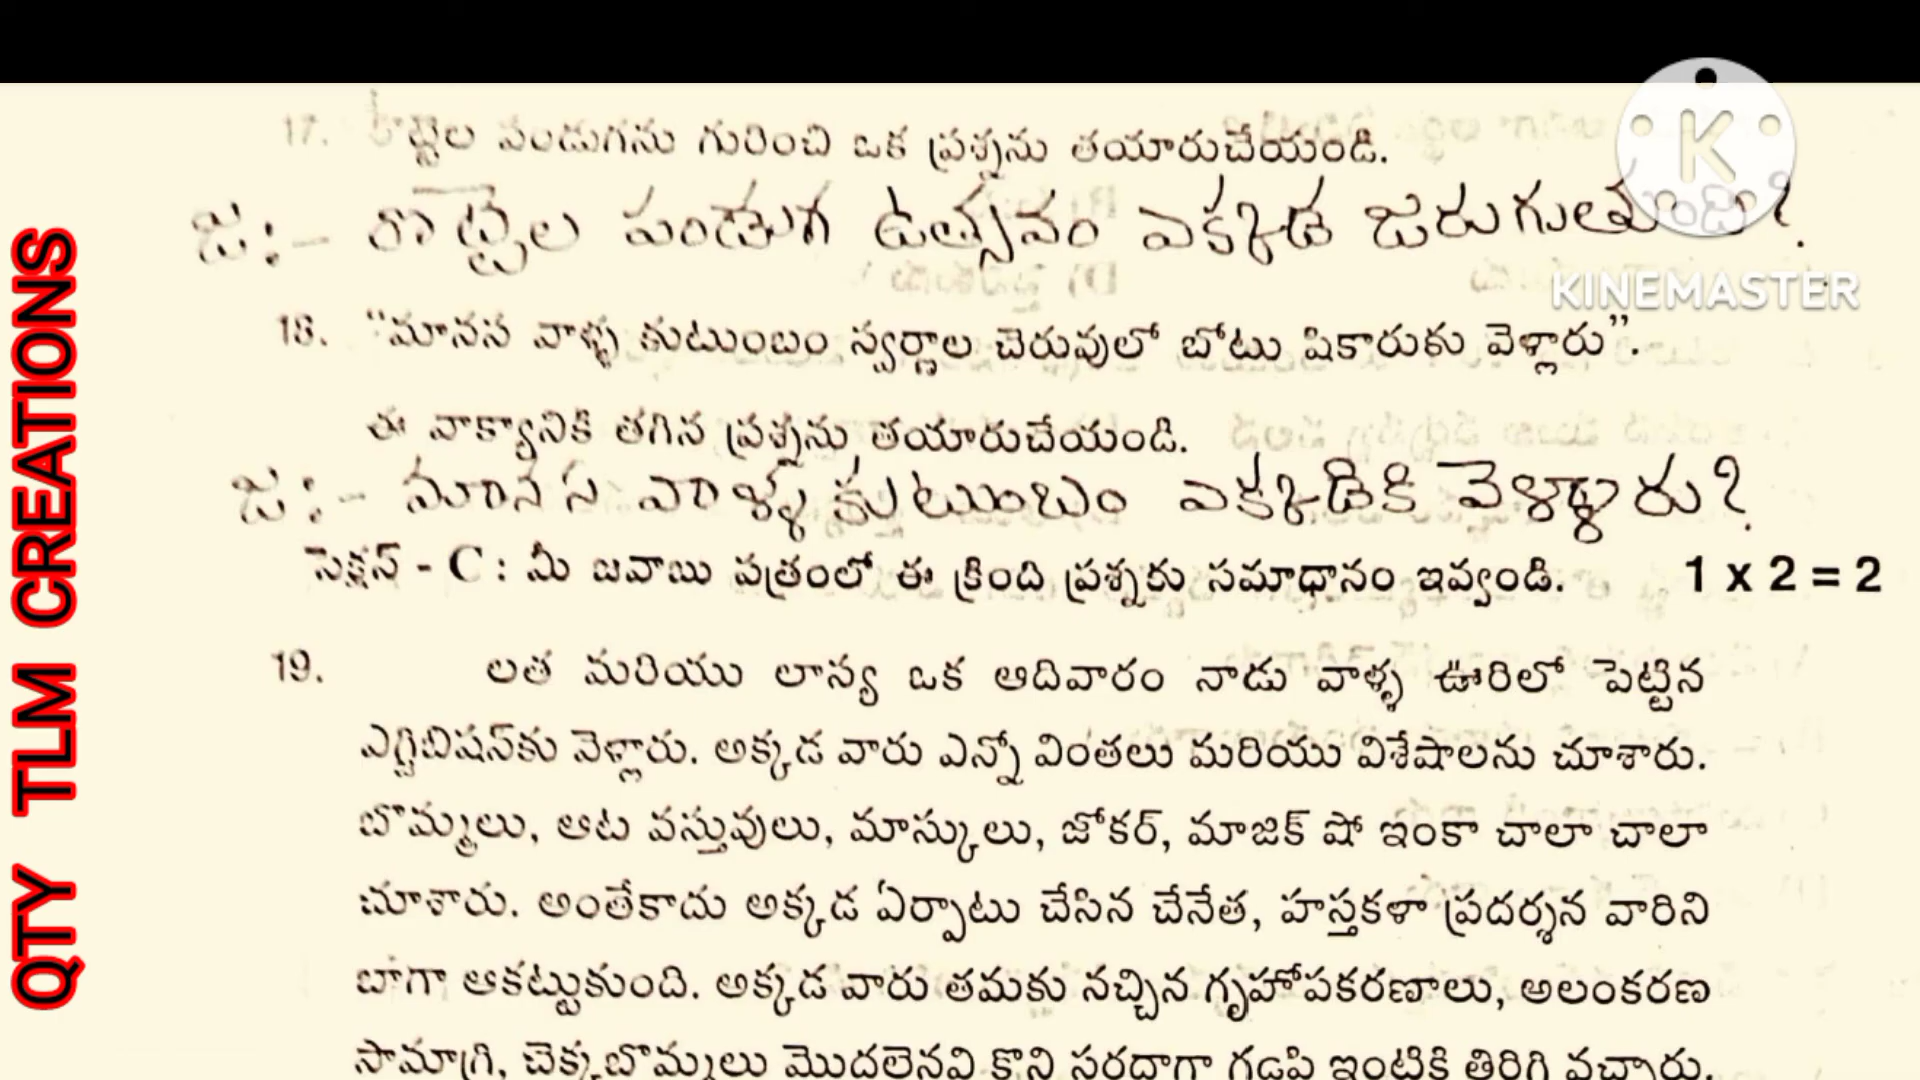 17. రొట్టెల పండుగను గురించి ఒక ప్రశ్నను తయారుచేయండి.
జ:- రొట్టెల పండుగ ఉత్సవం ఎక్కడ జరుగుతుంది?
18. "మానస వాళ్ళ కుటుంబం స్వర్ణాల చెరువులో బోటు షికారుకు వెళ్లారు".
ఈ వాక్యానికి తగిన ప్రశ్నను తయారుచేయండి.
జ:- మానస వాళ్ళ కుటుంబం ఎక్కడికి వెళ్ళారు?
సెక్షన్ - C : మీ జవాబు పత్రంలో ఈ క్రింది ప్రశ్నకు సమాధానం ఇవ్వండి. 1 x 2 = 2
19. లత మరియు లాస్య ఒక ఆదివారం నాడు వాళ్ళ ఊరిలో పెట్టిన
ఎగ్జిబిషన్‌కు వెళ్లారు. అక్కడ వారు ఎన్నో వింతలు మరియు విశేషాలను చూశారు.
బొమ్మలు, ఆట వస్తువులు, మాస్కులు, జోకర్, మాజిక్ షో ఇంకా చాలా చాలా
చూశారు. అంతేకాదు అక్కడ ఏర్పాటు చేసిన చేనేత, హస్తకళా ప్రదర్శన వారిని
బాగా ఆకట్టుకుంది. అక్కడ వారు తమకు నచ్చిన గృహోపకరణాలు, అలంకరణ
సామాగ్రి, చెక్కబొమ్మలు మొదలైనవి కొని సరదాగా గడిపి ఇంటికి తిరిగి వచ్చారు.
QTY TLM CREATIONS
K
KINEMASTER